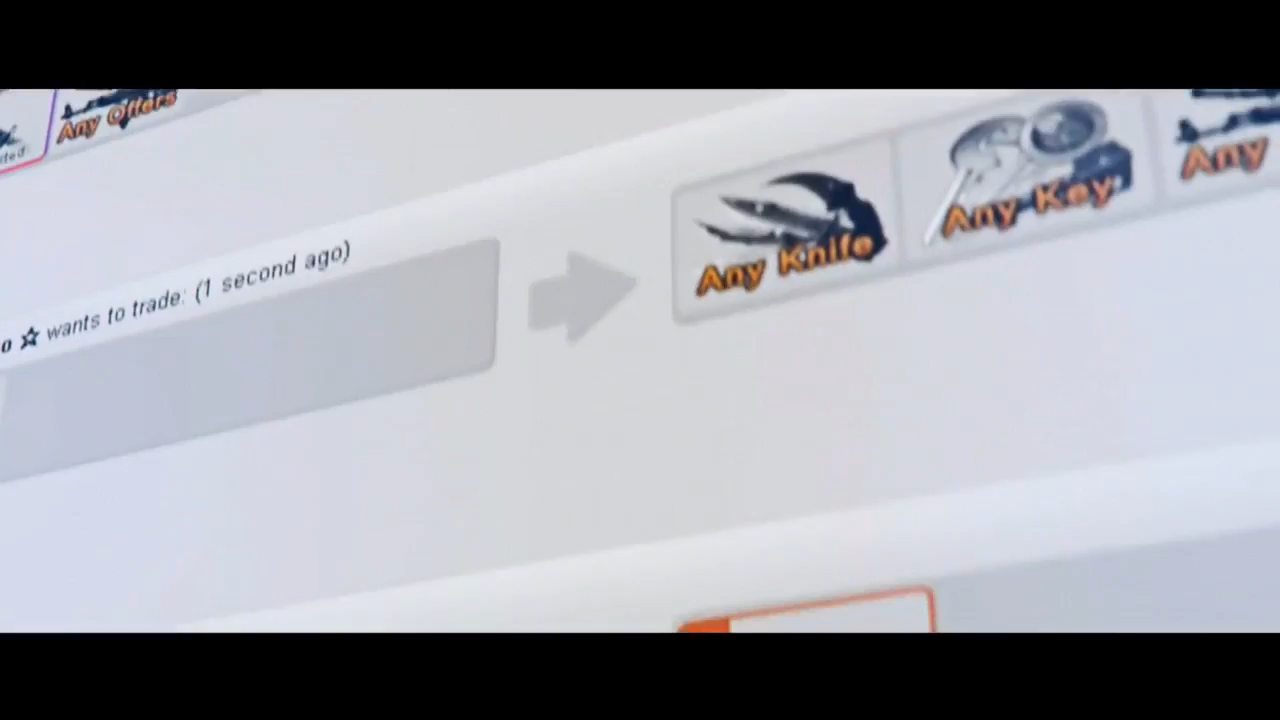 Any Offers
Any Knife
Any Key
Any
wants to trade: (1 second ago)